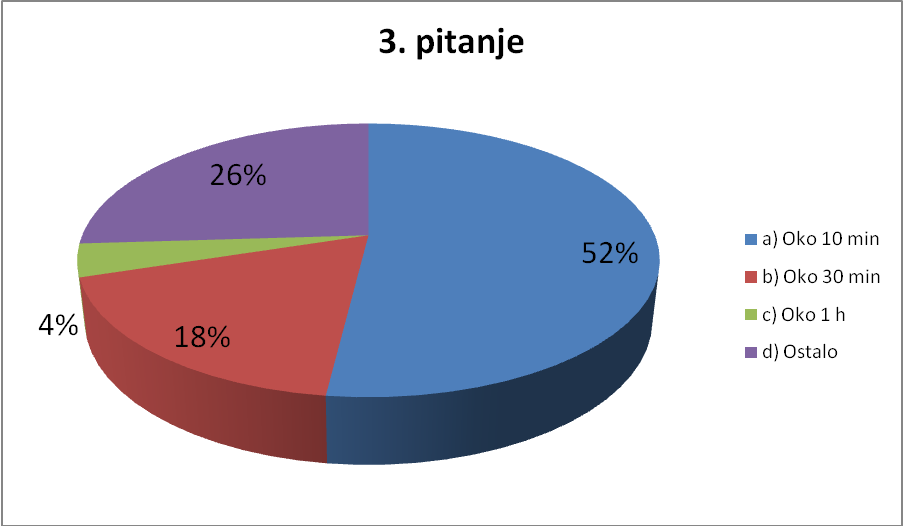 3. pitanje
26%
52%
18%
4%
a) Oko 10 min
b) Oko 30 min
c) Oko 1 h
d) Ostalo